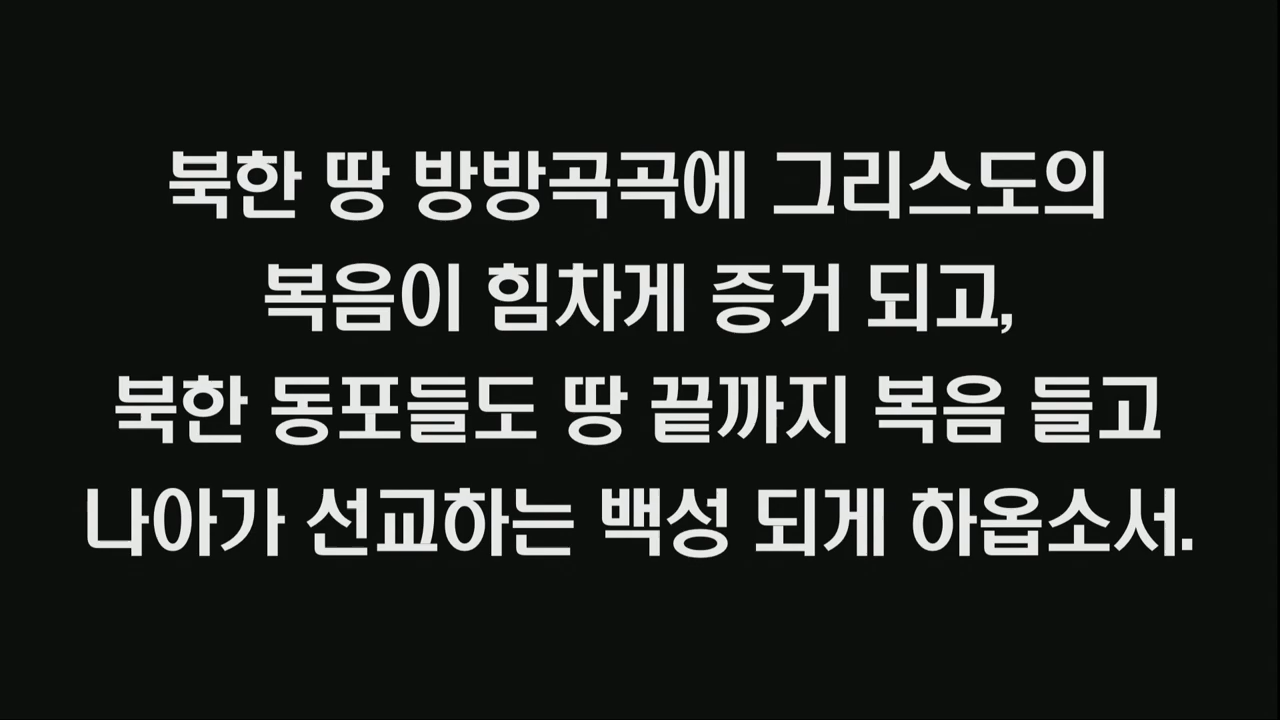 북한 땅 방방곡곡에 그리스도의
복음이 힘차게 증거 되고,
북한 동포들도 땅 끝까지 복음 들고
나아가 선교하는 백성 되게 하옵소서.